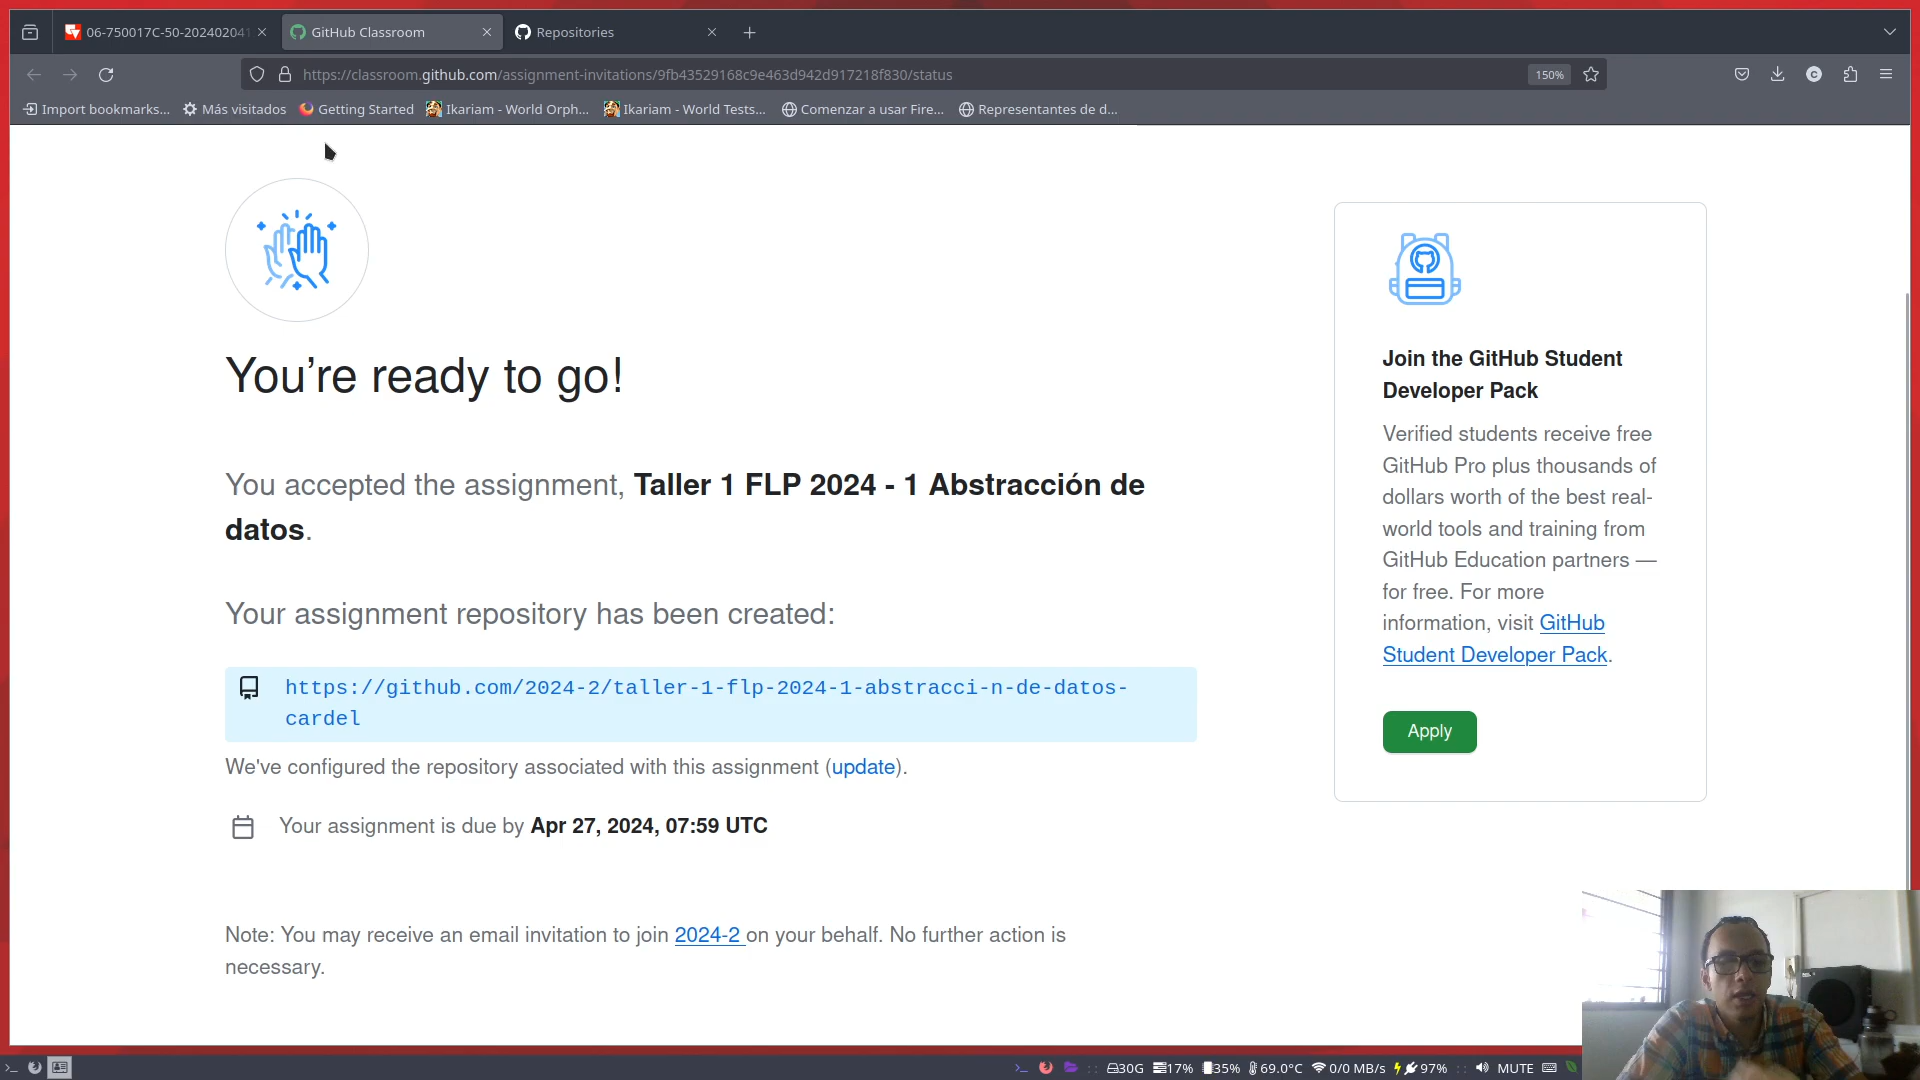 06-750017C-50-202402041
GitHub Classroom
Repositories
https://classroom.github.com/assignment-invitations/9fb43529168c9e463d942d917218f830/status
150%
C
Import bookmarks...
Más visitados
Getting Started
Ikariam - World Orph...
Ikariam - World Tests...
Comenzar a usar Fire...
Representantes de d...
You're ready to go!
You accepted the assignment, Taller 1 FLP 2024 - 1 Abstracción de
datos.
Your assignment repository has been created:
https://github.com/2024-2/taller-1-flp-2024-1-abstracci-n-de-datos-
cardel
We've configured the repository associated with this assignment (update).
Your assignment is due by Apr 27, 2024, 07:59 UTC
Note: You may receive an email invitation to join 2024-2 on your behalf. No further action is
necessary.
Join the GitHub Student
Developer Pack
Verified students receive free
GitHub Pro plus thousands of
dollars worth of the best real-
world tools and training from
GitHub Education partners —
for free. For more
information, visit GitHub
Student Developer Pack.
Apply
30G 17% 35% 69.0°C 0/0 MB/s 97% :: MUTE